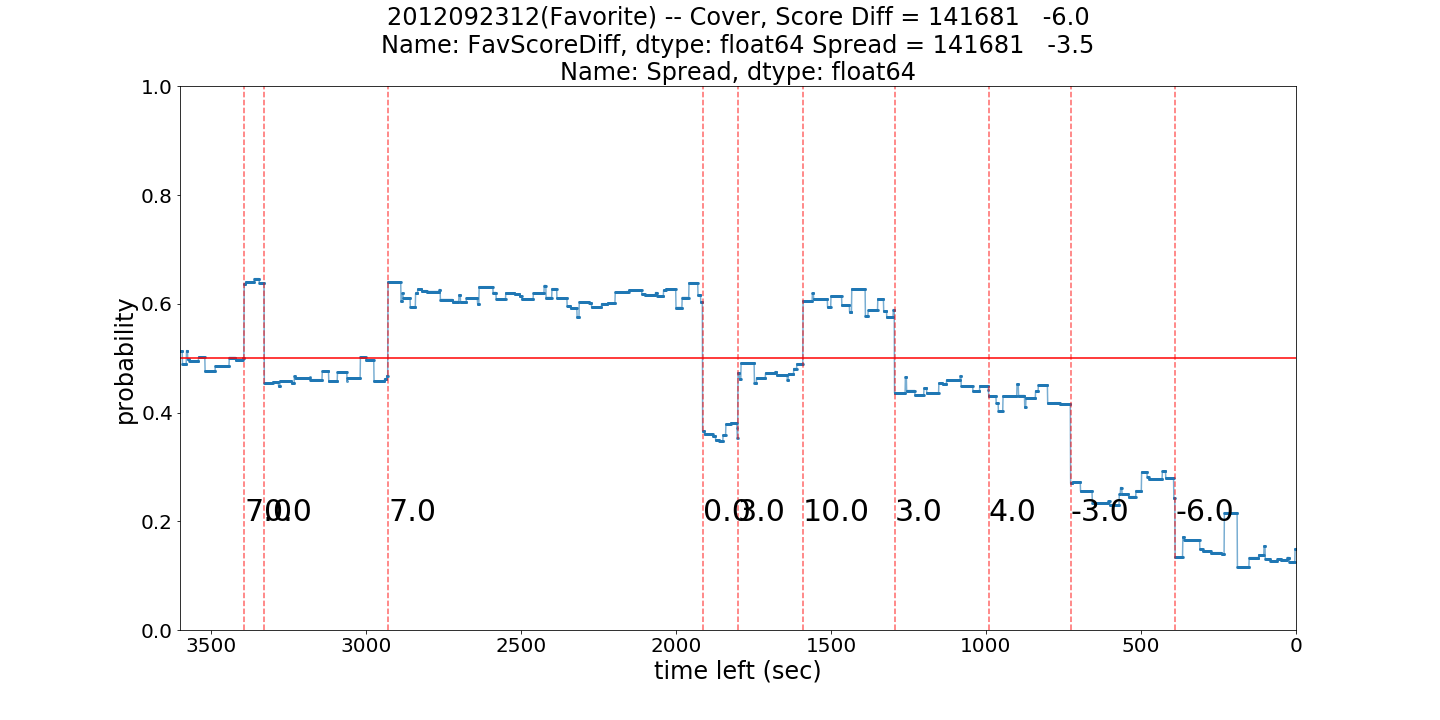 2012092312(Favorite) -- Cover, Score Diff = 141681   -6.0
Name: FavScoreDiff, dtype: float64 Spread = 141681   -3.5
Name: Spread, dtype: float64
1.0
0.8
0.6
0.4
0.2
0.0
probability
7.0 0.0 7.0 0.0 3.0 10.0 3.0 4.0 -3.0 -6.0
3500 3000 2500 2000 1500 1000 500 0
time left (sec)